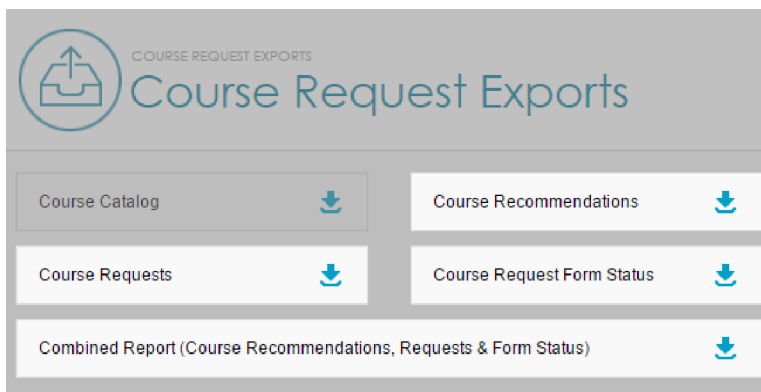 COURSE REQUEST EXPORTS
Course Request Exports
Course Catalog
Course Recommendations
Course Requests
Course Request Form Status
Combined Report (Course Recommendations, Requests & Form Status)